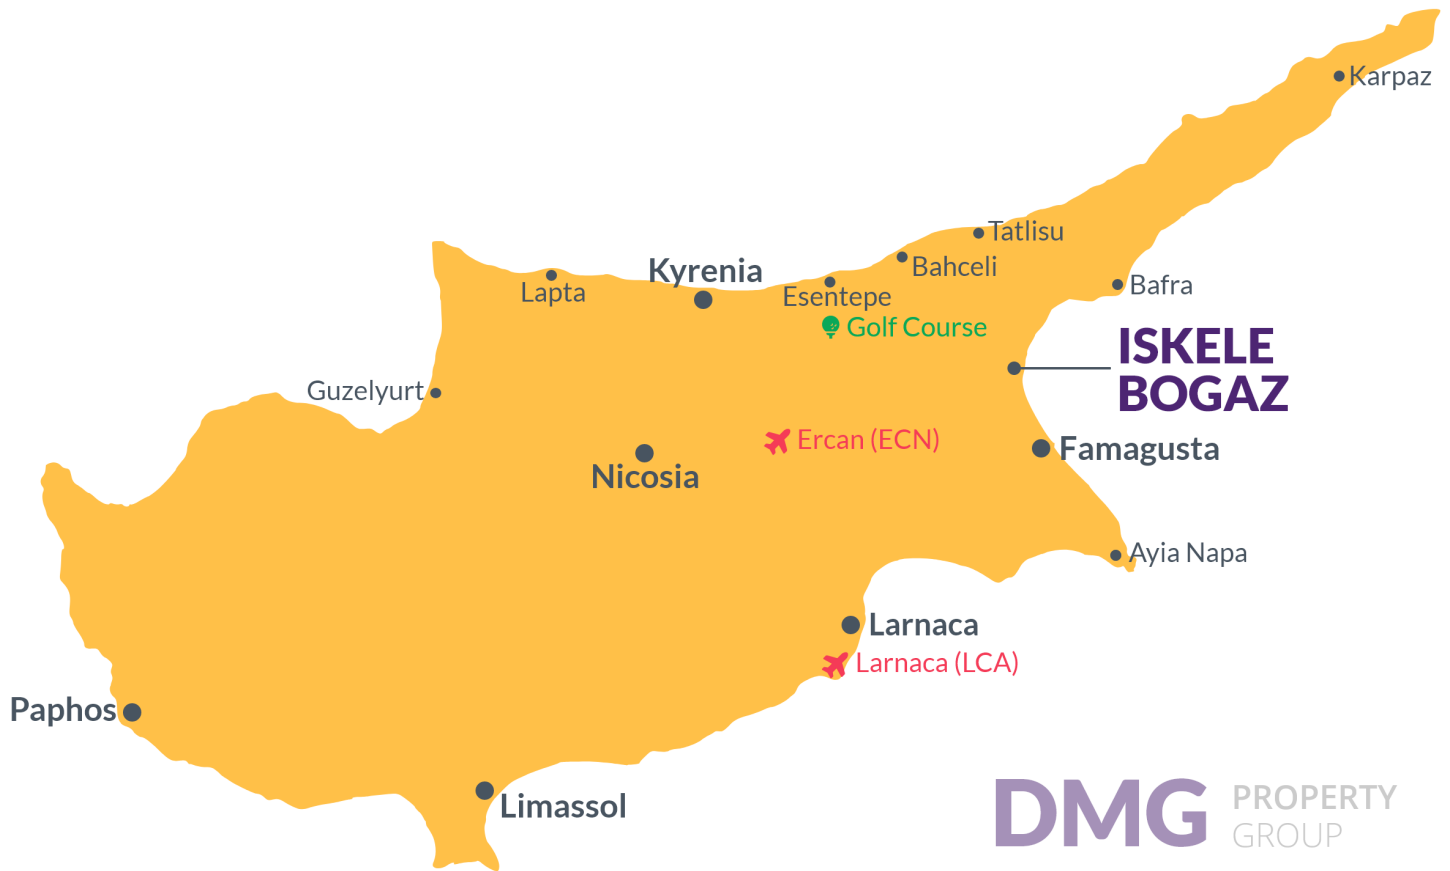 Karpaz
Tatlisu
Bahceli
Kyrenia
Lapta
Esentepe
Bafra
Golf Course
ISKELE
BOGAZ
Guzelyurt
Ercan (ECN)
Famagusta
Nicosia
Ayia Napa
Larnaca
Larnaca (LCA)
Paphos
Limassol
DMG PROPERTY
GROUP